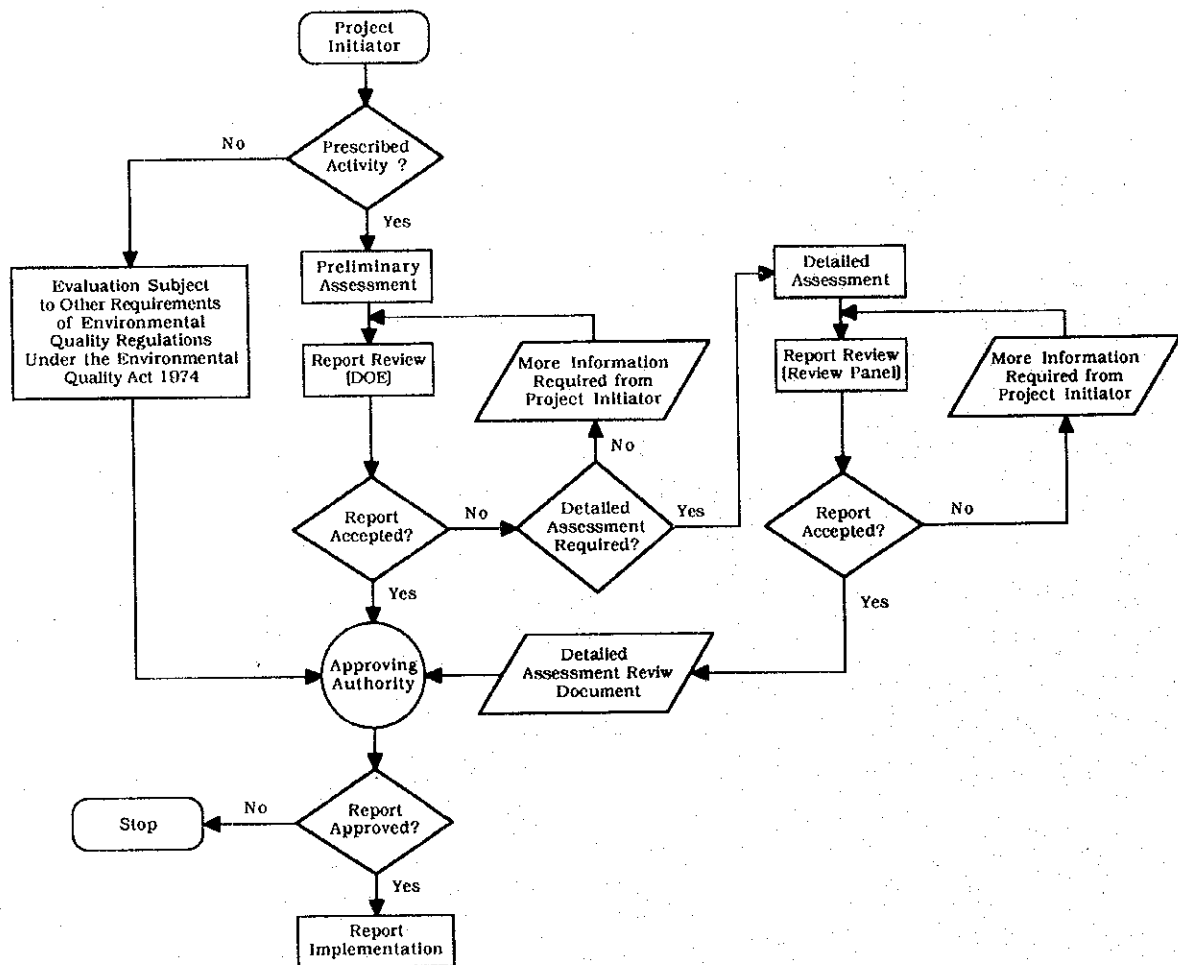 Project
Initiator
No
Prescribed
Activity ?
Yes
Evaluation Subject
to Other Requirements
of Environmental
Quality Regulations
Under the Environmental
Quality Act 1974
Preliminary
Assessment
Detailed
Assessment
Report Review
(DOE)
More Information
Required from
Project Initiator
Report Review
(Review Panel)
More Information
Required from
Project Initiator
No
Report
Accepted?
No
Detailed
Assessment
Required?
Yes
Report
Accepted?
No
Yes
Yes
Approving
Authority
Detailed
Assessment Reviw
Document
Stop
No
Report
Approved?
Yes
Report
Implementation